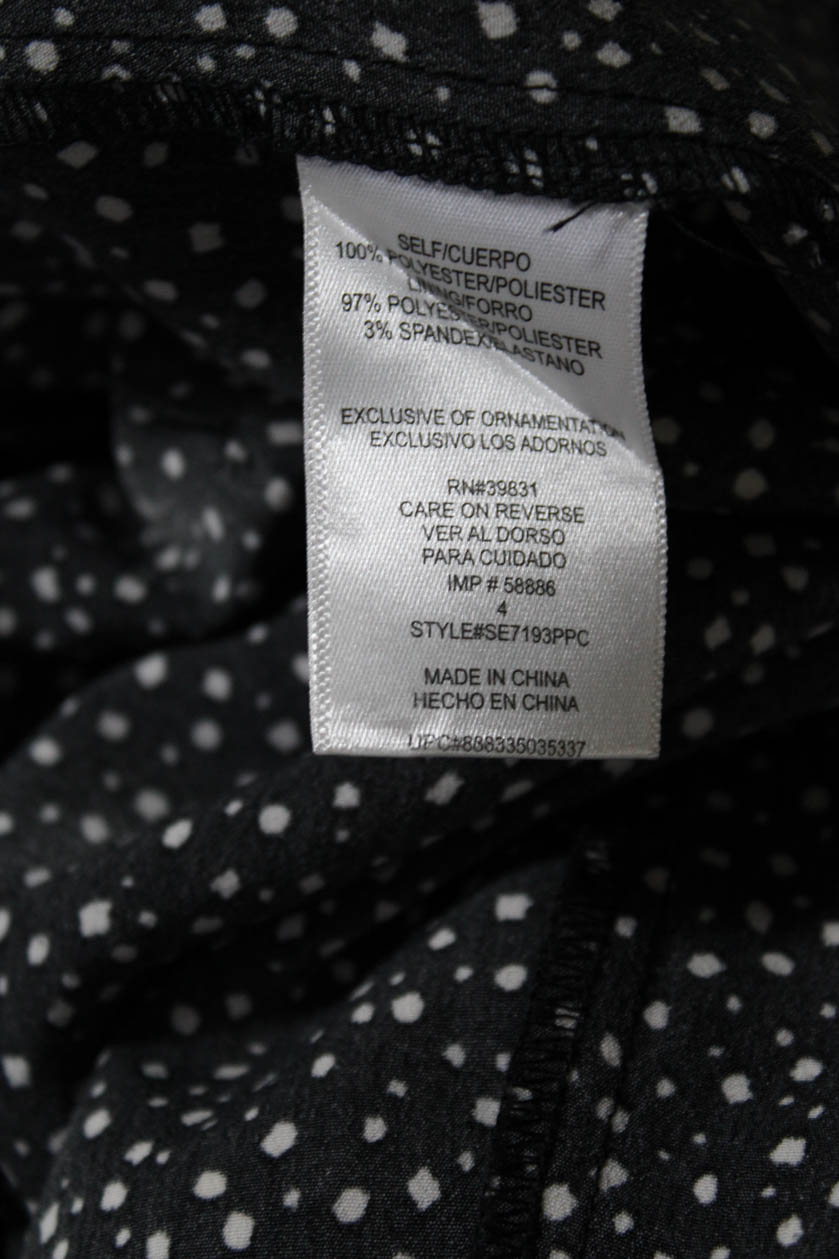 SELF/CUERPO
100% POLYESTER/POLIESTER
LINING/FORRO
97% POLYESTER/POLIESTER
3% SPANDEX/ELASTANO
EXCLUSIVE OF ORNAMENTATION
EXCLUSIVO LOS ADORNOS
RN#39831
CARE ON REVERSE
VER AL DORSO
PARA CUIDADO
IMP # 58886
4
STYLE#SE7193PPC
MADE IN CHINA
HECHO EN CHINA
UPC#888335035337